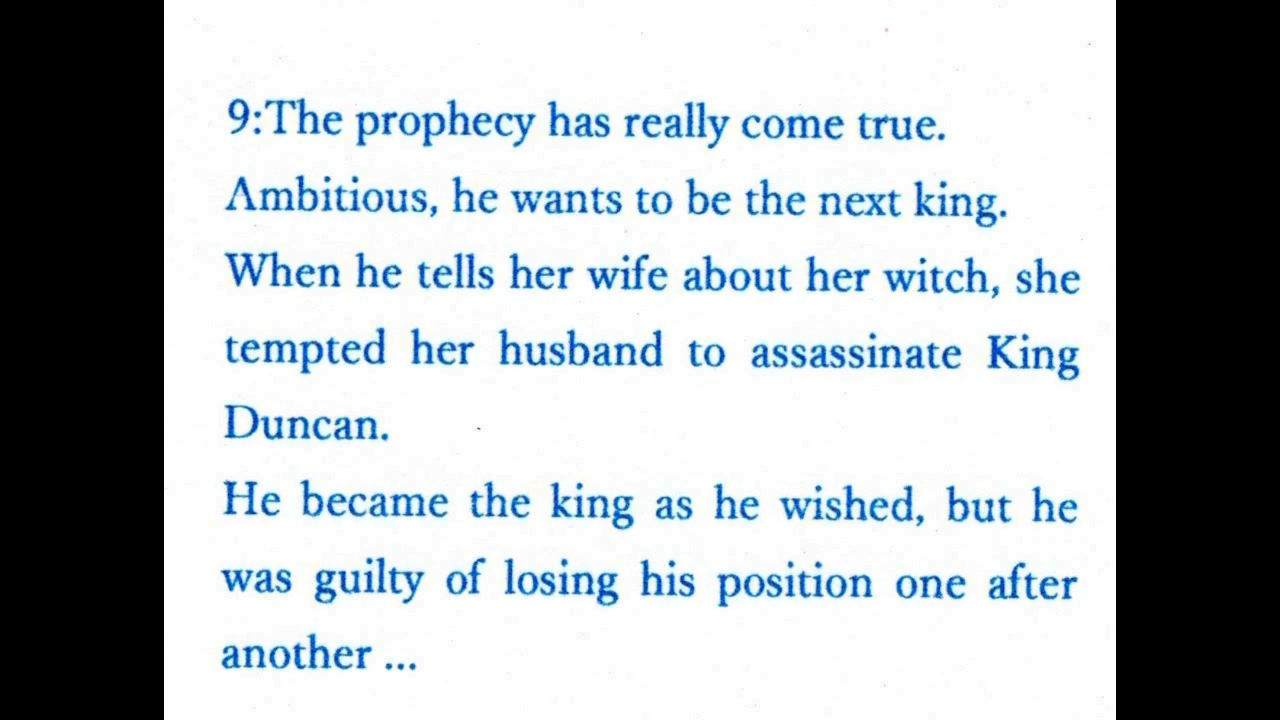 9:The prophecy has really come true.
Ambitious, he wants to be the next king.
When he tells her wife about her witch, she
tempted her husband to assassinate King
Duncan.
He became the king as he wished, but he
was guilty of losing his position one after
another ...